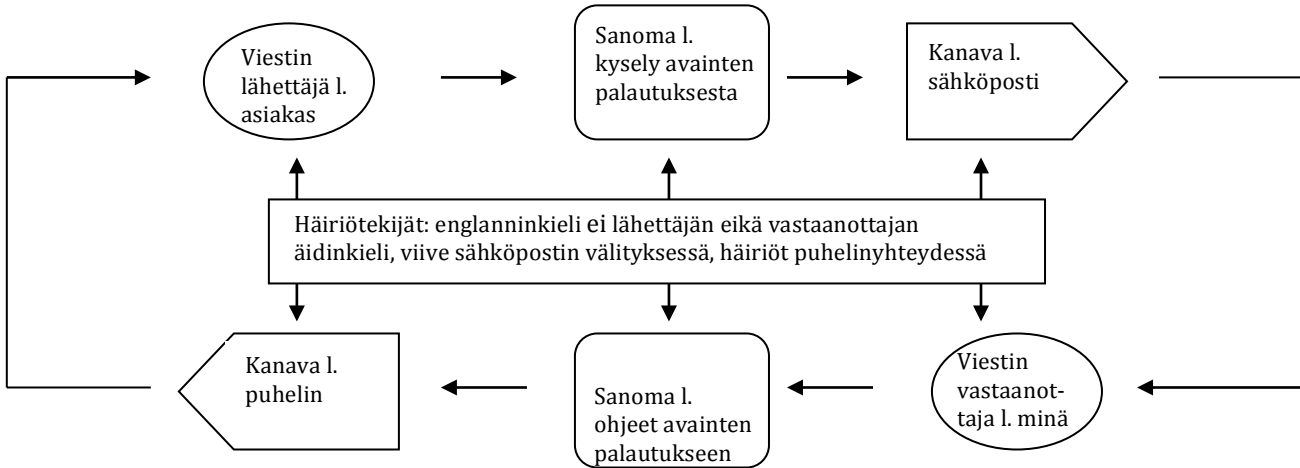 Viestin
lähettäjä l.
asiakas
Sanoma l.
kysely avainten
palautuksesta
Kanava l.
sähköposti
Häiriötekijät: englanninkieli ei lähettäjän eikä vastaanottajan
äidinkieli, viive sähköpostin välityksessä, häiriöt puhelinyhteydessä
Kanava l.
puhelin
Sanoma l.
ohjeet avainten
palautukseen
Viestin
vastaanot-
taja l. minä